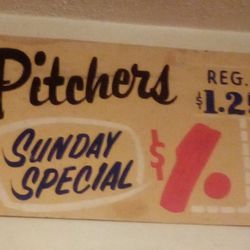 Pitchers
REG.
$1.2
SUNDAY
SPECIAL
$1.